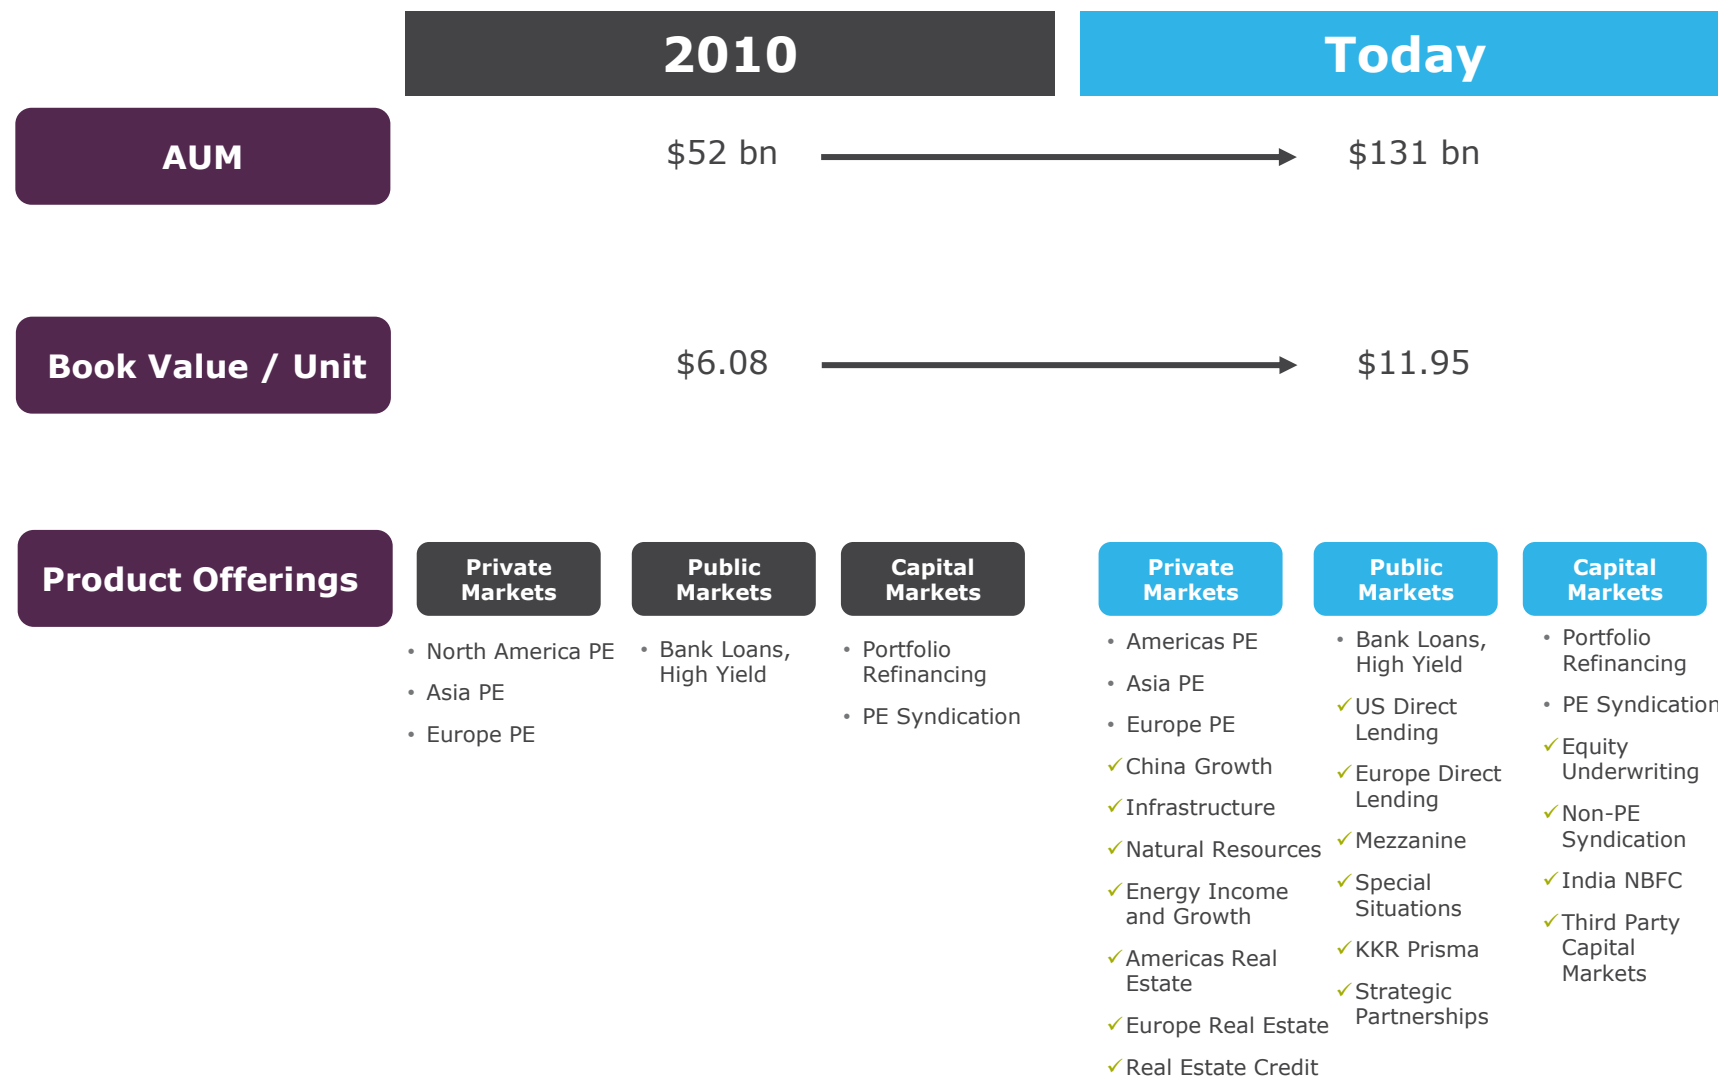 2010
Today
AUM
$52 bn
$131 bn
Book Value / Unit
$6.08
$11.95
Product Offerings
Private
Markets
• North America PE
• Asia PE
• Europe PE
Public
Markets
• Bank Loans,
High Yield
Capital
Markets
• Portfolio
Refinancing
• PE Syndication
Private
Markets
• Americas PE
• Asia PE
• Europe PE
✓ China Growth
✓ Infrastructure
✓ Natural Resources
✓ Energy Income
and Growth
✓ Americas Real
Estate
✓ Europe Real Estate
✓ Real Estate Credit
Public
Markets
• Bank Loans,
High Yield
✓ US Direct
Lending
✓ Europe Direct
Lending
✓ Mezzanine
✓ Special
Situations
✓ KKR Prisma
✓ Strategic
Partnerships
Capital
Markets
• Portfolio
Refinancing
• PE Syndication
✓ Equity
Underwriting
✓ Non-PE
Syndication
✓ India NBFC
✓ Third Party
Capital
Markets